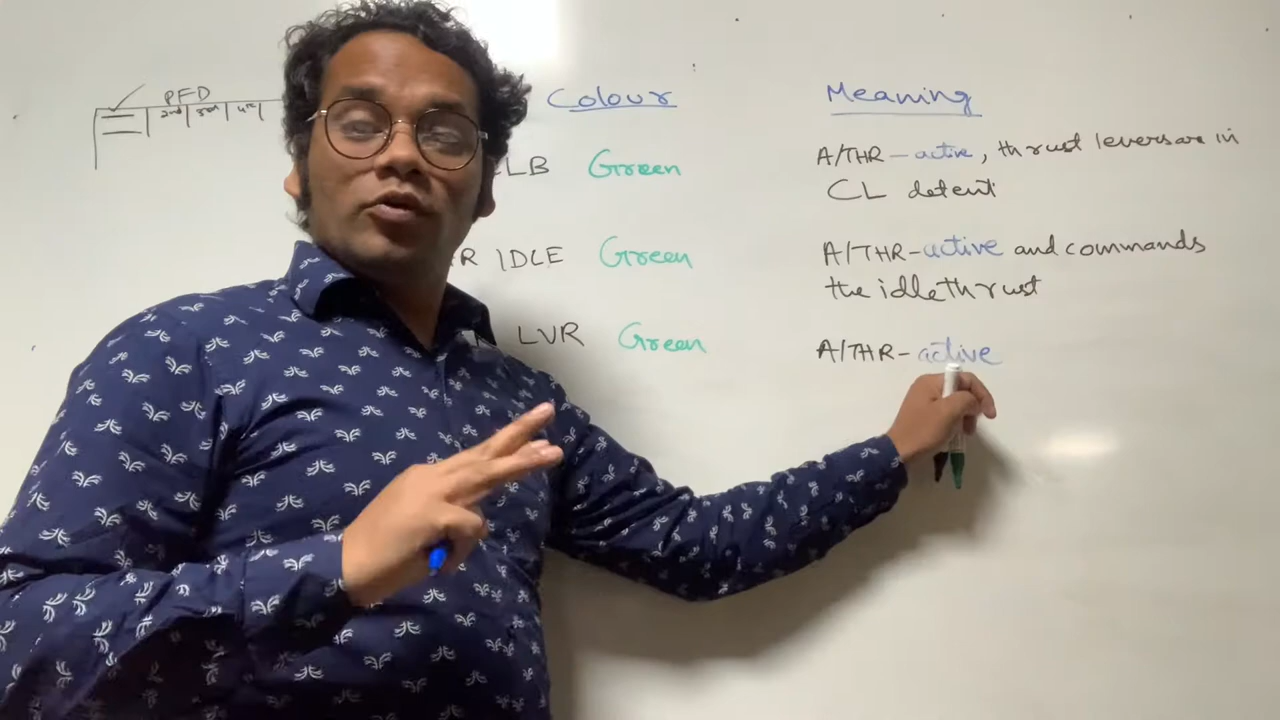 PFD
2nd 3rd 4th
Colour
Meaning
LB Green
A/THR - active, thrust levers are in
CL detent
R IDLE Green
A/THR - active and commands
the idle thrust
LVR Green
A/THR - active